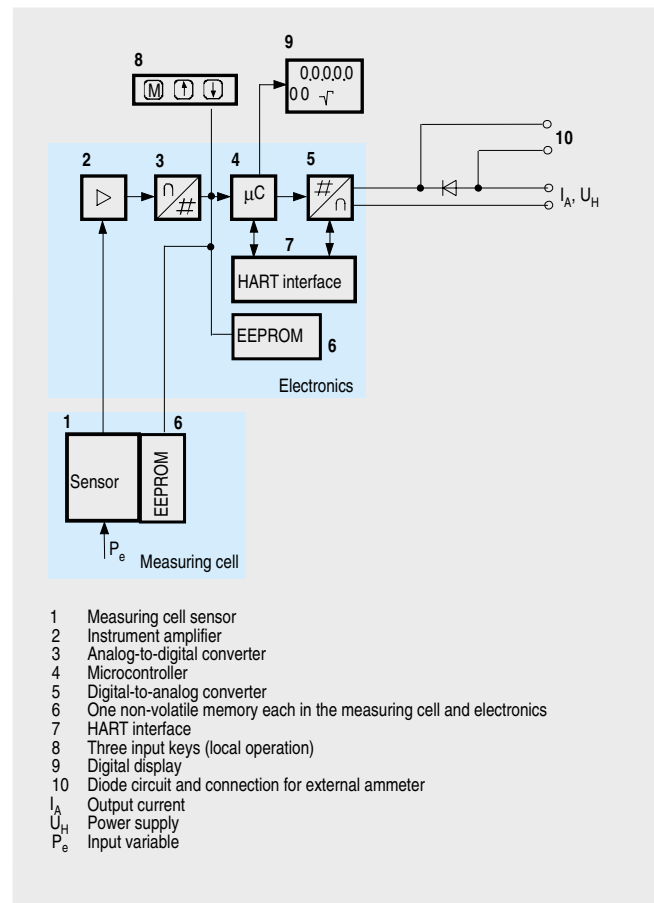 9
8
0.0.0.0.0
M ↑ ↓
00 √
10
2 3 4 5
∩ # μC # ∩
I_A, U_H
7
HART interface
EEPROM
6
Electronics
1 6
Sensor
EEPROM
P_e
Measuring cell
1 Measuring cell sensor
2 Instrument amplifier
3 Analog-to-digital converter
4 Microcontroller
5 Digital-to-analog converter
6 One non-volatile memory each in the measuring cell and electronics
7 HART interface
8 Three input keys (local operation)
9 Digital display
10 Diode circuit and connection for external ammeter
I_A Output current
U_H Power supply
P_e Input variable